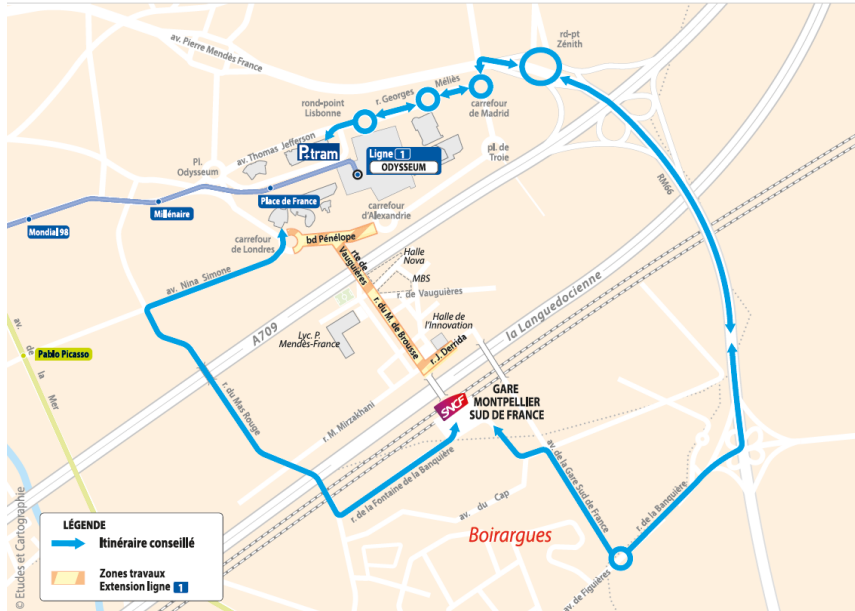 av. Pierre Mendès France
rd-pt
Zénith
r. Georges
Méliès
rond-point
Lisbonne
carrefour
de Madrid
av. Thomas Jefferson
P+tram
Ligne 1
ODYSSEUM
pl. de
Troie
Pl.
Odysseum
RM66
Place de France
Millénaire
Mondial 98
carrefour
d'Alexandrie
carrefour
de Londres
bd Pénélope
rte de
Vauguières
Halle
Nova
MBS
av. Nina Simone
r. de Vauguières
A709
la Languedocienne
Lyc. P.
Mendès-France
r. du M. de Brousse
Halle de
l'Innovation
r. J. Derrida
av. de la Mer
Pablo Picasso
SNCF
GARE
MONTPELLIER
SUD DE FRANCE
r. du Mas Rouge
r. M. Mirzakhani
r. de la Fontaine de la Banquière
av. de la Gare Sud de France
r. de la Banquière
av. du Cap
Boirargues
av. de Figuières
LÉGENDE
Itinéraire conseillé
Zones travaux
Extension ligne 1
© Etudes et Cartographie